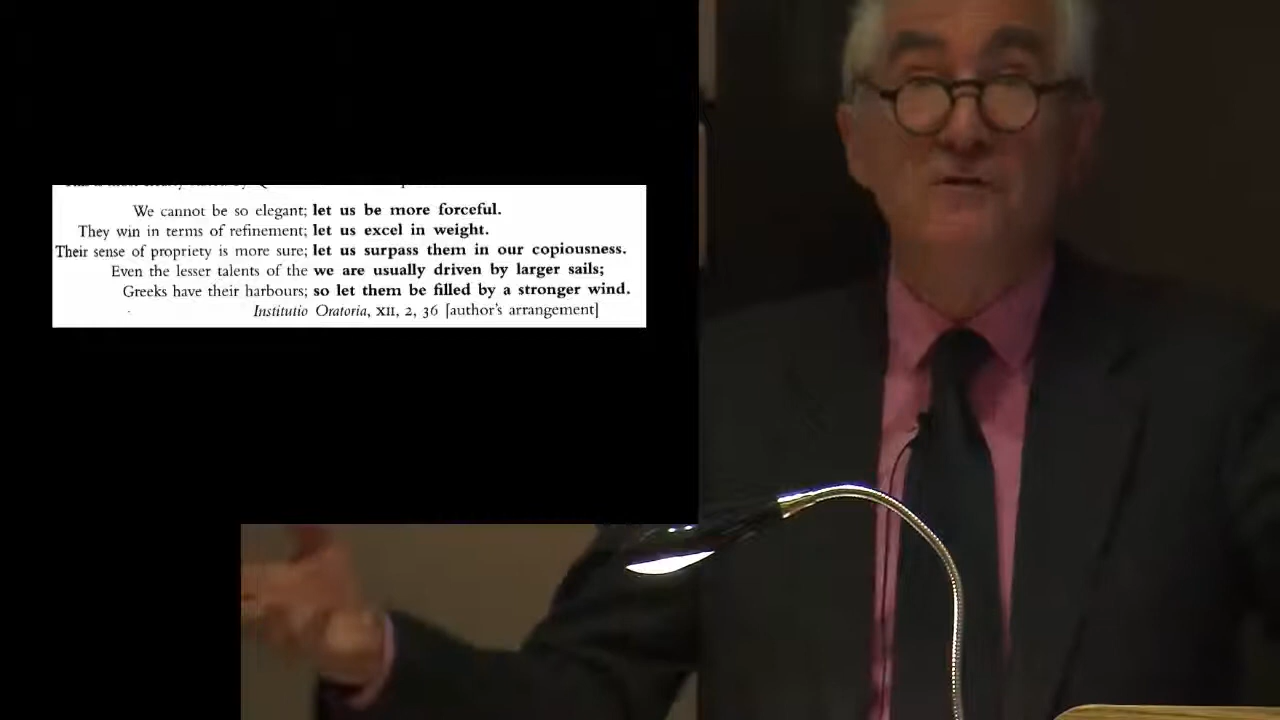 We cannot be so elegant; let us be more forceful.
They win in terms of refinement; let us excel in weight.
Their sense of propriety is more sure; let us surpass them in our copiousness.
Even the lesser talents of the we are usually driven by larger sails;
Greeks have their harbours; so let them be filled by a stronger wind.
Institutio Oratoria, XII, 2, 36 [author's arrangement]